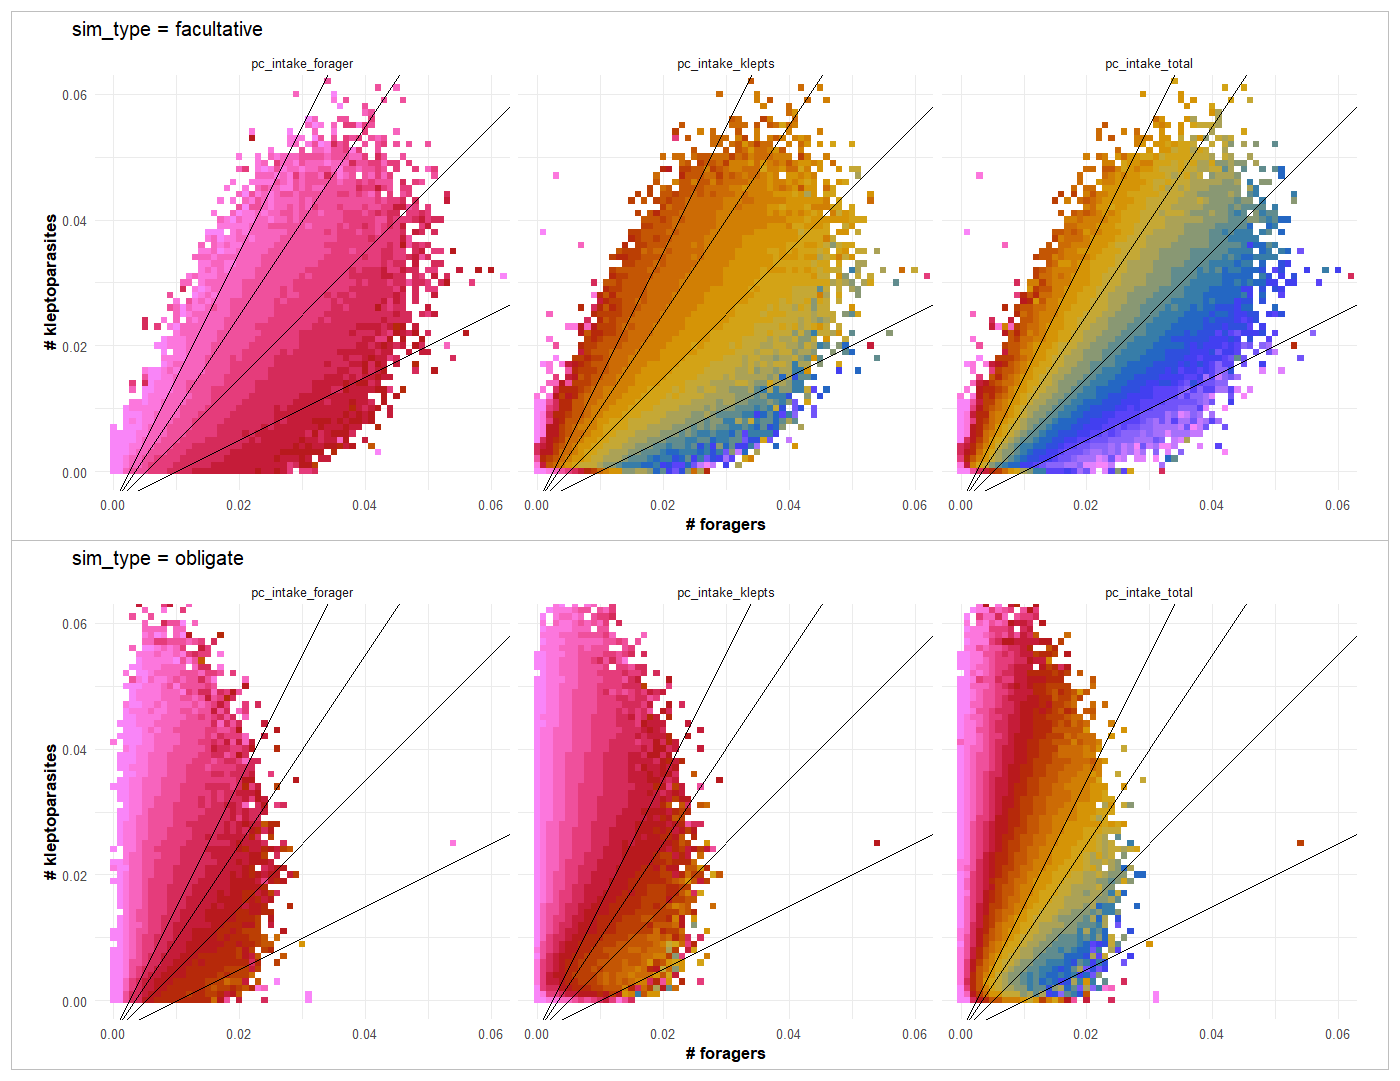 sim_type = facultative
pc_intake_forager pc_intake_klepts pc_intake_total
# kleptoparasites
0.06
0.04
0.02
0.00
0.00 0.02 0.04 0.06 0.00 0.02 0.04 0.06 0.00 0.02 0.04 0.06
# foragers
sim_type = obligate
pc_intake_forager pc_intake_klepts pc_intake_total
# kleptoparasites
0.06
0.04
0.02
0.00
0.00 0.02 0.04 0.06 0.00 0.02 0.04 0.06 0.00 0.02 0.04 0.06
# foragers